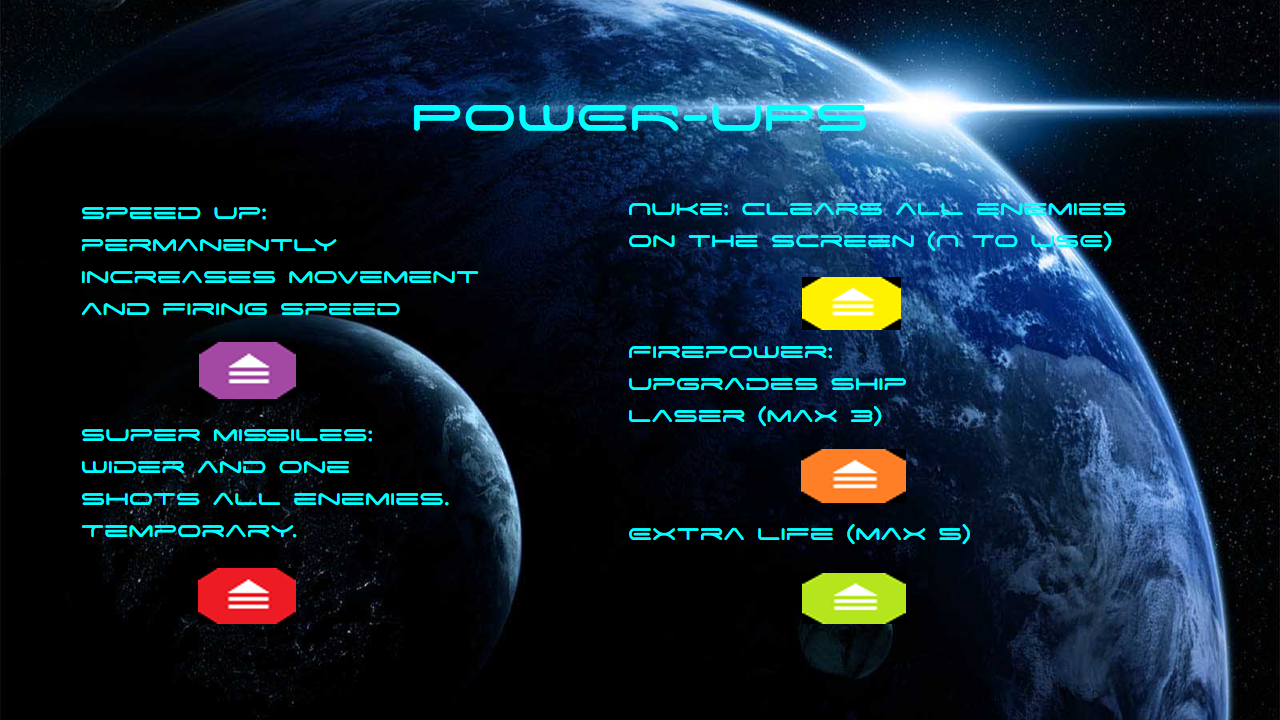 POWER-UPS
SPEED UP:
PERMANENTLY
INCREASES MOVEMENT
AND FIRING SPEED
SUPER MISSILES:
WIDER AND ONE
SHOTS ALL ENEMIES.
TEMPORARY.
NUKE: CLEARS ALL ENEMIES
ON THE SCREEN (N TO USE)
FIREPOWER:
UPGRADES SHIP
LASER (MAX 3)
EXTRA LIFE (MAX 5)